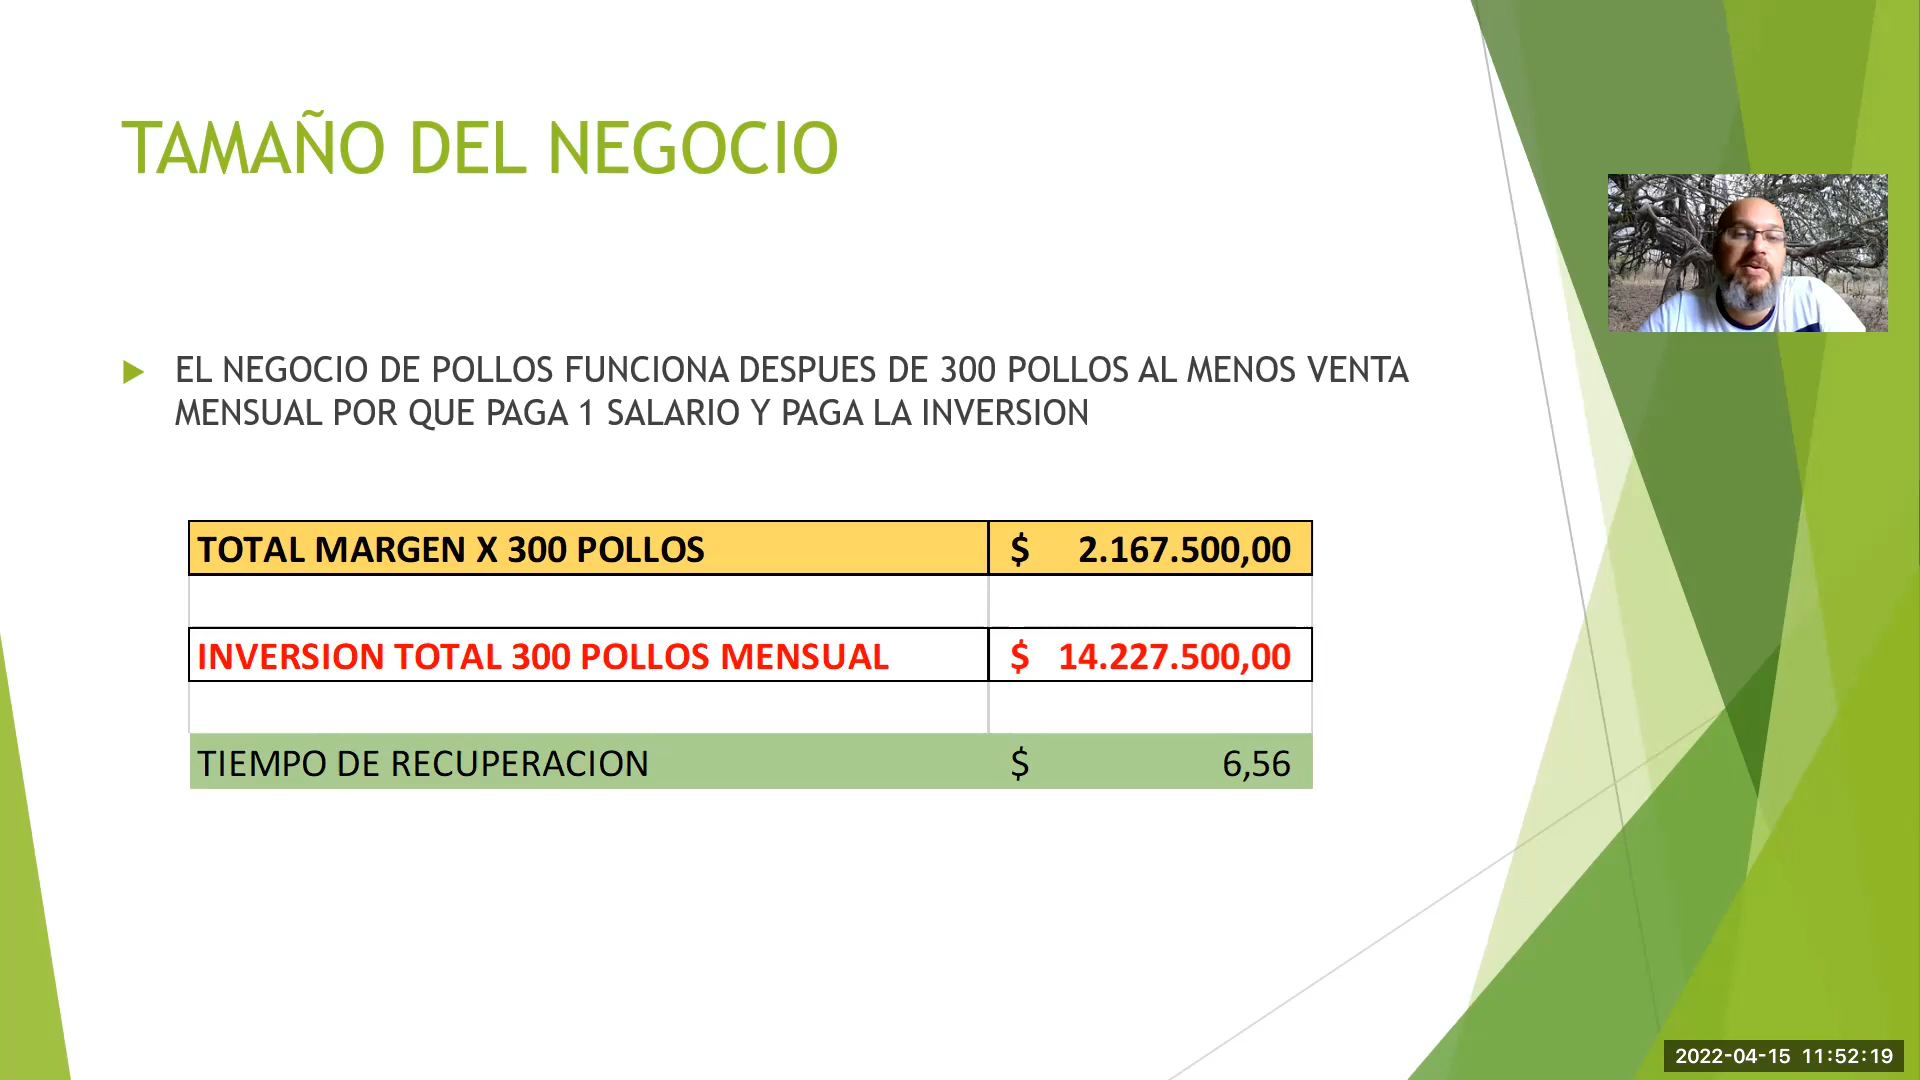 TAMAÑO DEL NEGOCIO
EL NEGOCIO DE POLLOS FUNCIONA DESPUES DE 300 POLLOS AL MENOS VENTA
MENSUAL POR QUE PAGA 1 SALARIO Y PAGA LA INVERSION
TOTAL MARGEN X 300 POLLOS $ 2.167.500,00
INVERSION TOTAL 300 POLLOS MENSUAL $ 14.227.500,00
TIEMPO DE RECUPERACION $ 6,56
2022-04-15 11:52:19